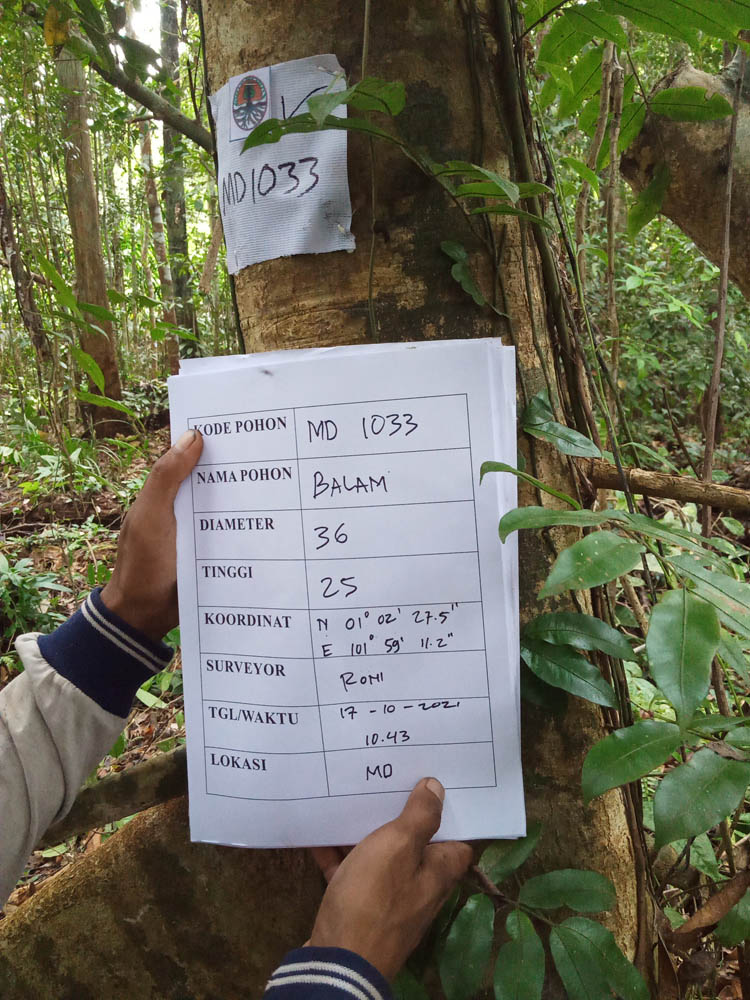 MD1033
KODE POHON MD 1033
NAMA POHON BALAM
DIAMETER 36
TINGGI 25
KOORDINAT N 01° 02' 27.5"
E 101° 59' 11.2"
SURVEYOR RONI
TGL/WAKTU 17 - 10 - 2021
10.43
LOKASI MD